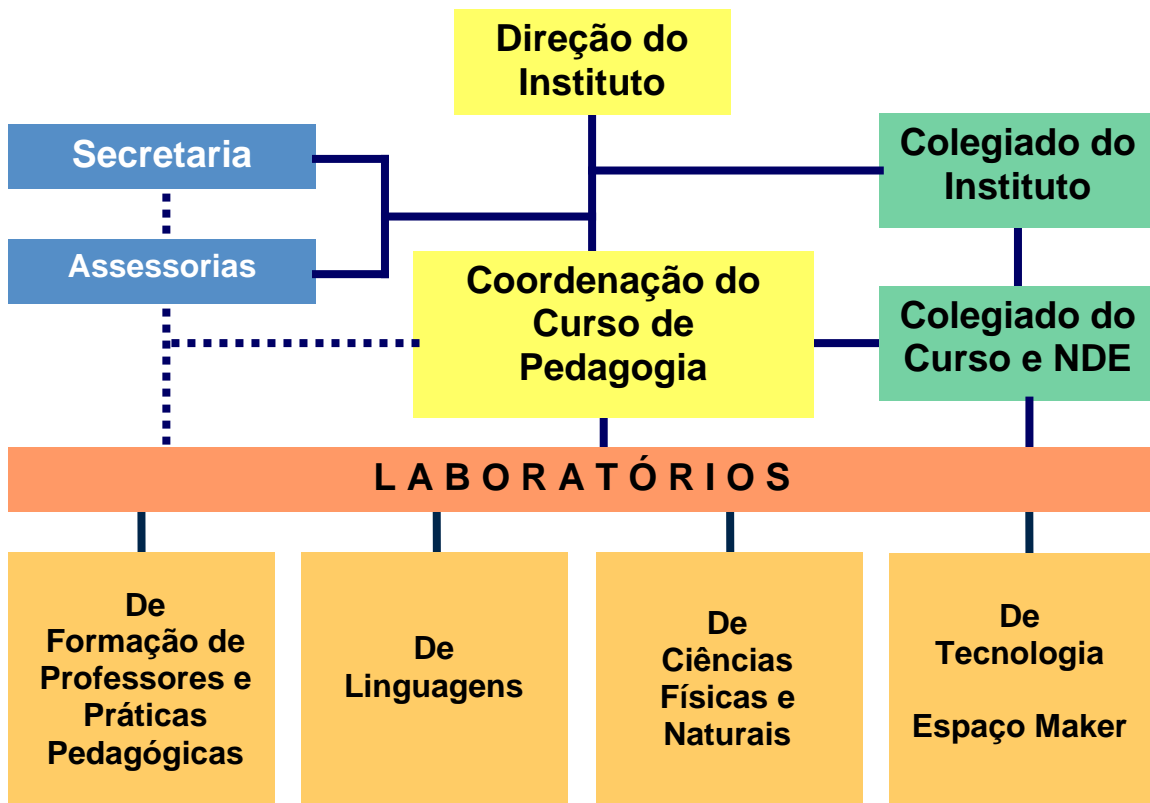 Direção do
Instituto
Secretaria
Colegiado do
Instituto
Assessorias
Coordenação do
Curso de
Pedagogia
Colegiado do
Curso e NDE
L A B O R A T Ó R I O S
De
Formação de
Professores e
Práticas
Pedagógicas
De
Linguagens
De
Ciências
Físicas e
Naturais
De
Tecnologia
Espaço Maker